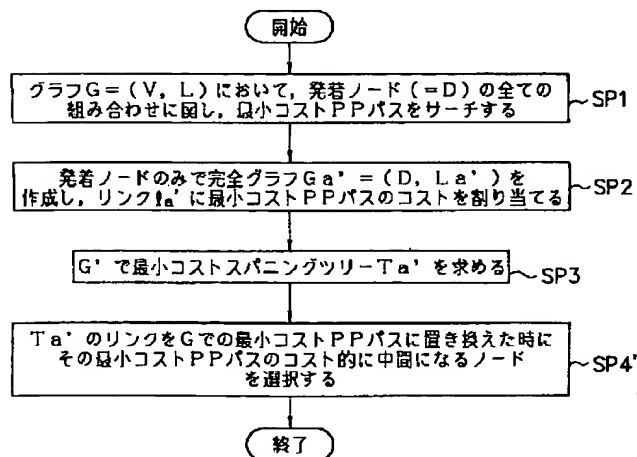 開始
グラフG=(V,L)において,発着ノード(=D)の全ての
組み合わせに関し,最小コストPPパスをサーチする
SP1
発着ノードのみで完全グラフGa'=(D,La')を
作成し,リンクℓa'に最小コストPPパスのコストを割り当てる
SP2
G'で最小コストスパニングツリーTa'を求める
SP3
Ta'のリンクをGでの最小コストPPパスに置き換えた時に
その最小コストPPパスのコスト的に中間になるノード
を選択する
SP4'
終了